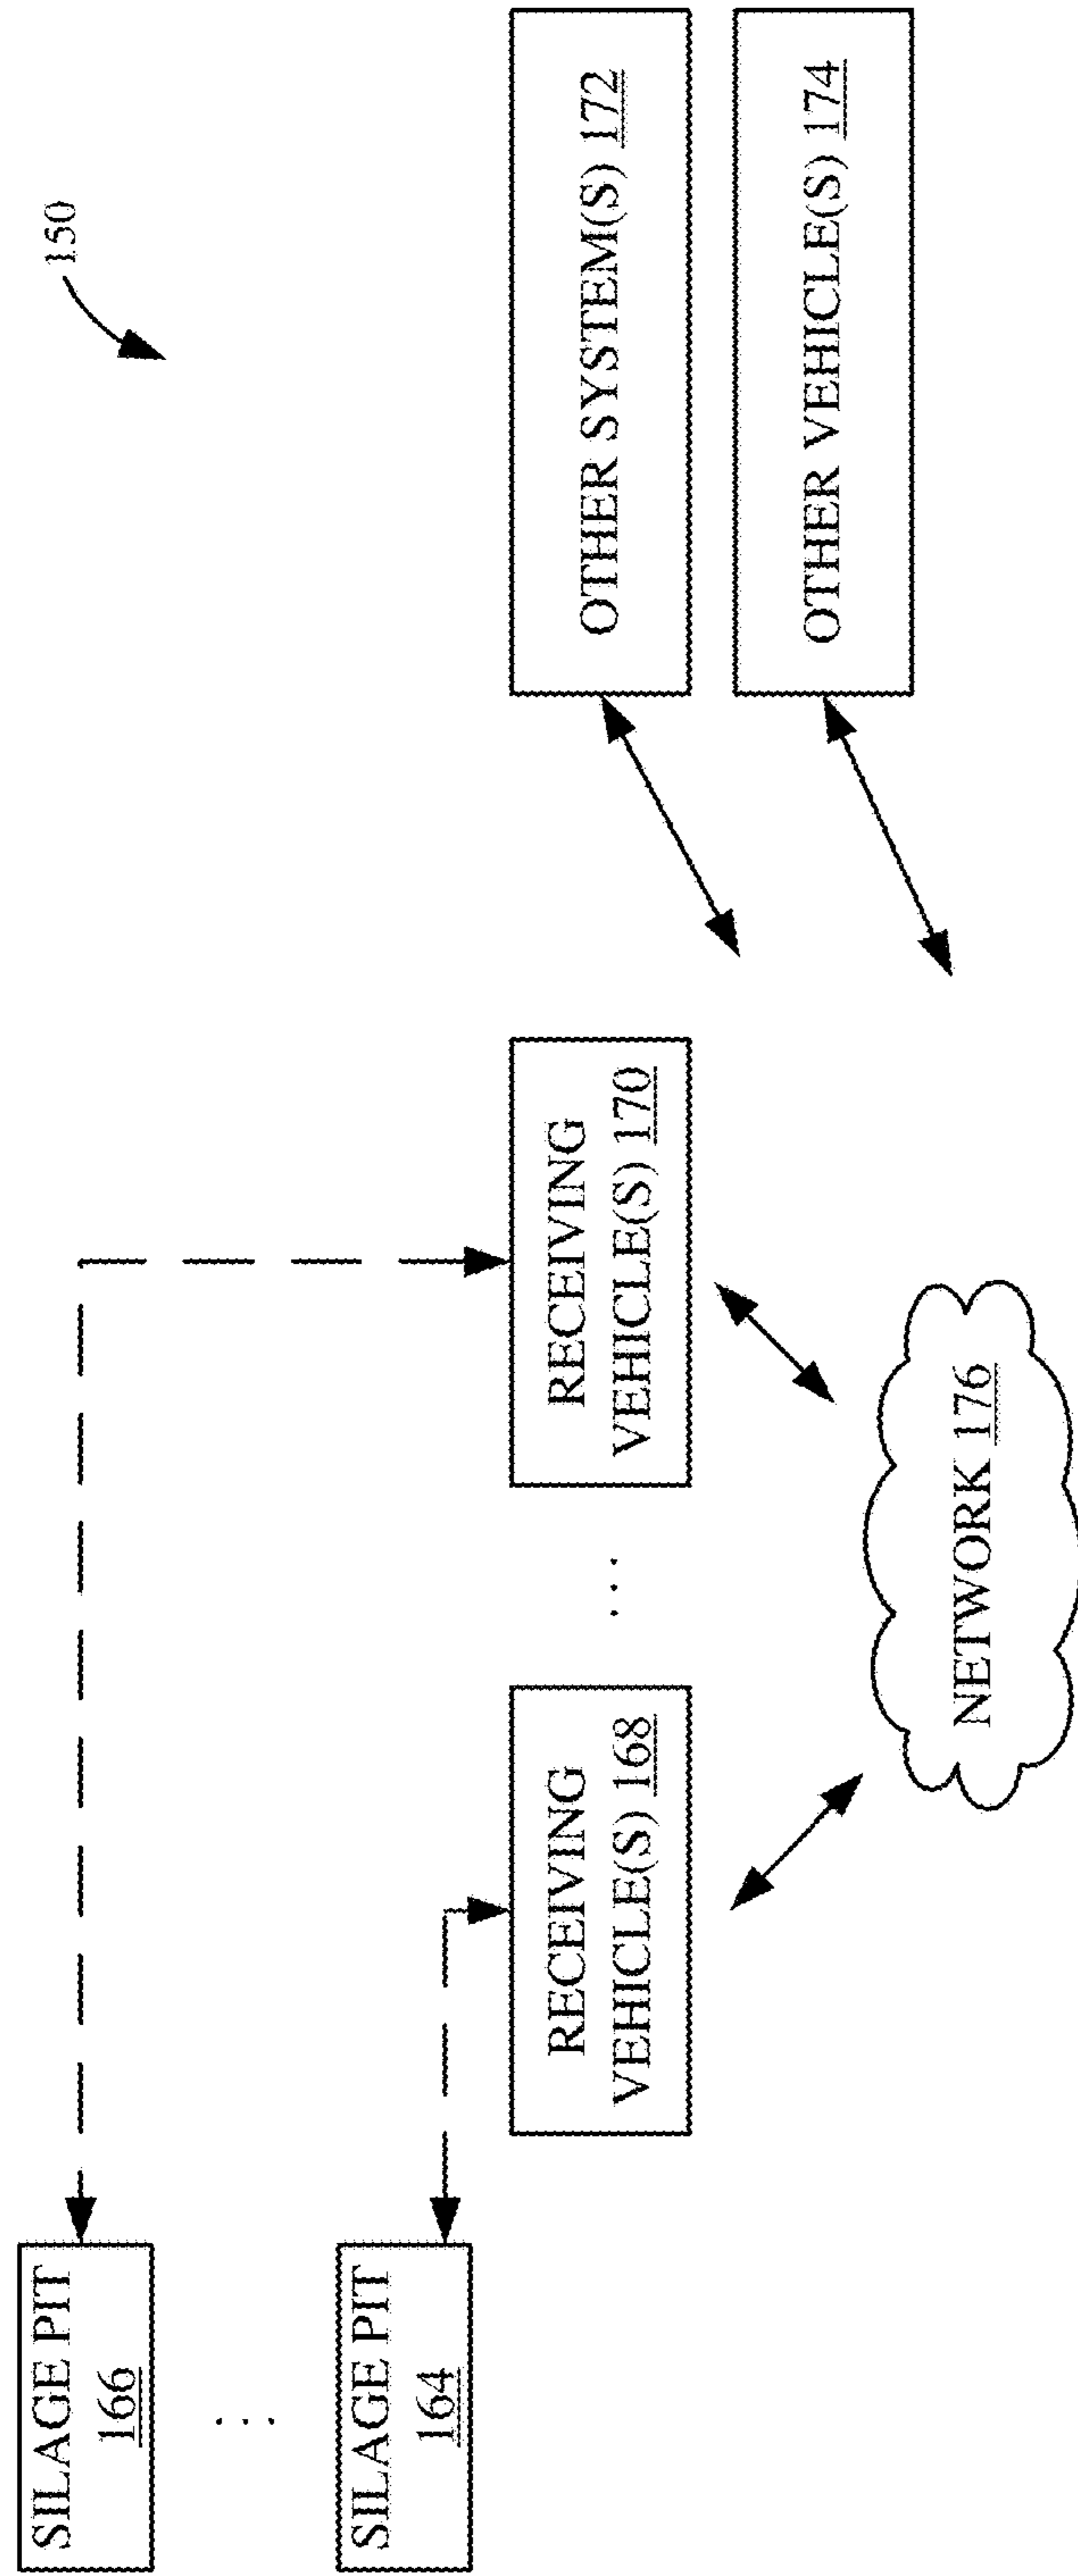 150
SILAGE PIT
166
...
SILAGE PIT
164
RECEIVING
VEHICLE(S) 168
...
RECEIVING
VEHICLE(S) 170
OTHER SYSTEM(S) 172
OTHER VEHICLE(S) 174
NETWORK 176